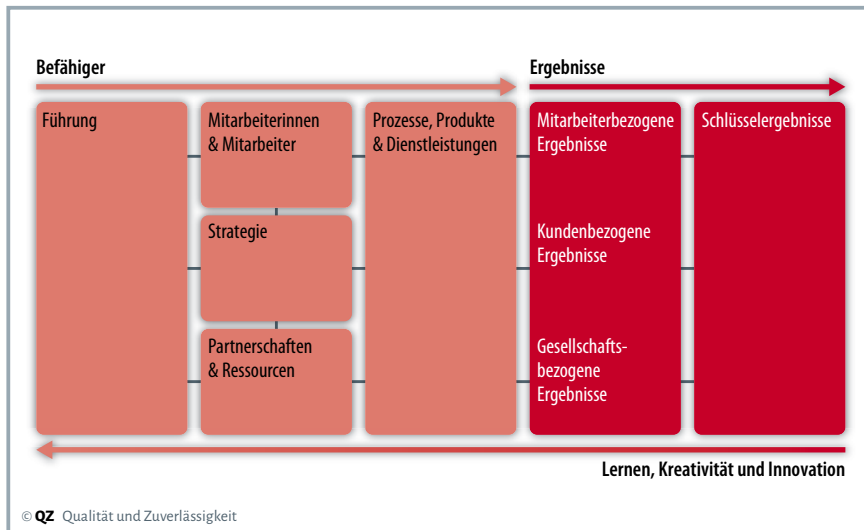 Befähiger
Ergebnisse
Führung
Mitarbeiterinnen
& Mitarbeiter
Strategie
Partnerschaften
& Ressourcen
Prozesse, Produkte
& Dienstleistungen
Mitarbeiterbezogene
Ergebnisse
Kundenbezogene
Ergebnisse
Gesellschafts-
bezogene
Ergebnisse
Schlüsselergebnisse
Lernen, Kreativität und Innovation
© QZ Qualität und Zuverlässigkeit